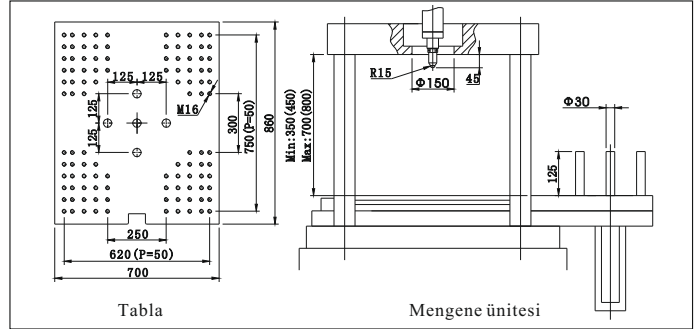 125 125
M16
125
125
300
750(P=50)
860
250
620(P=50)
700
Tabla
R15
Φ150
45
Min:350(450)
Max:700(800)
Φ30
125
Mengene ünitesi